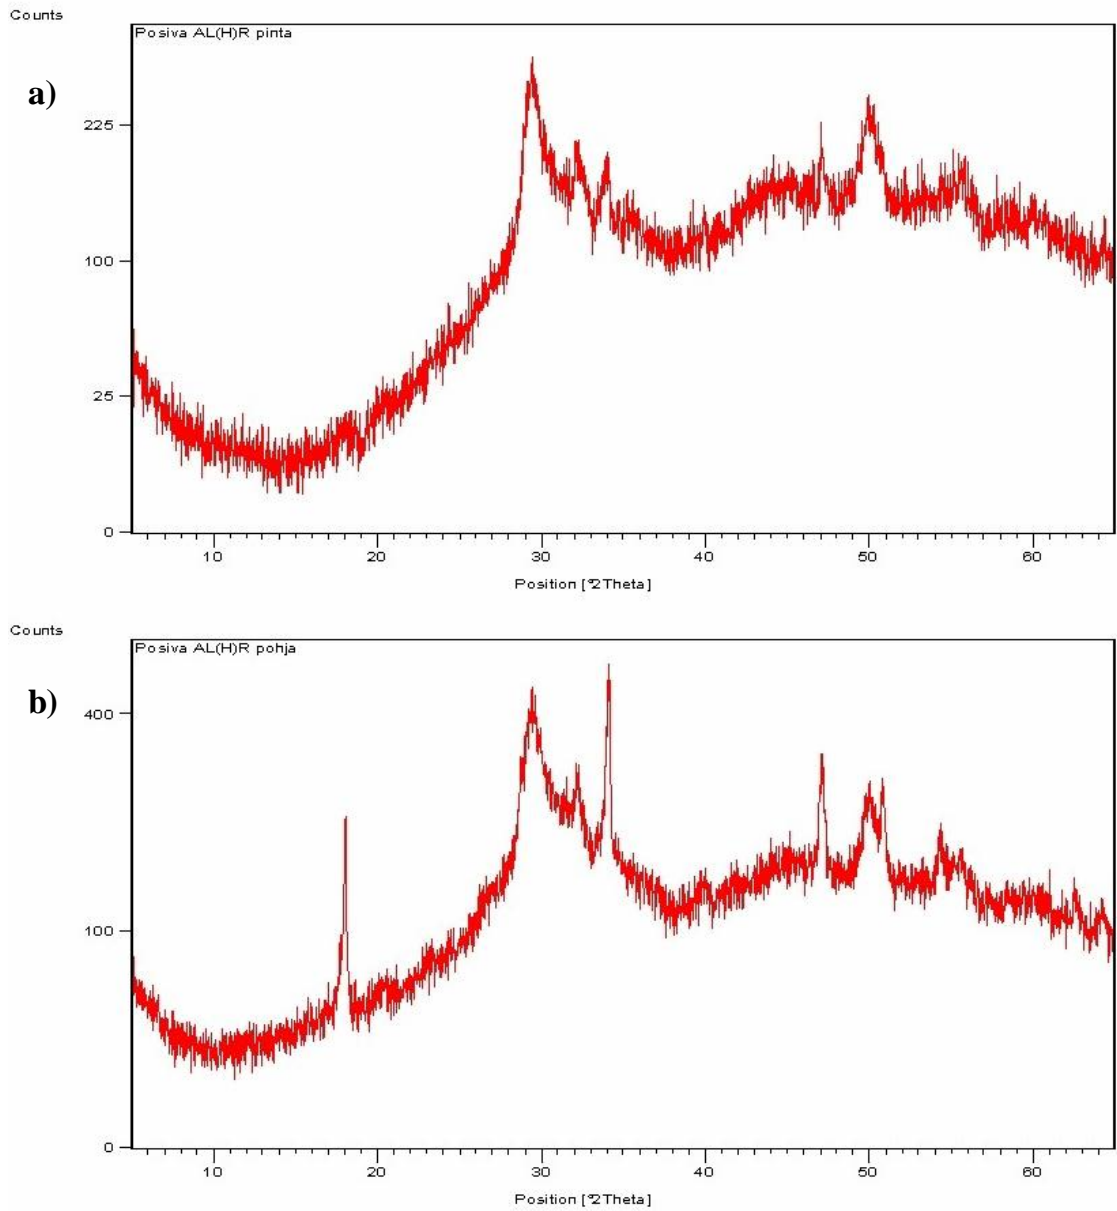 Counts
Posiva AL(H)R pinta
a)
225
100
25
0
10 20 30 40 50 60
Position [°2Theta]
Counts
Posiva AL(H)R pohja
b)
400
100
0
10 20 30 40 50 60
Position [°2Theta]